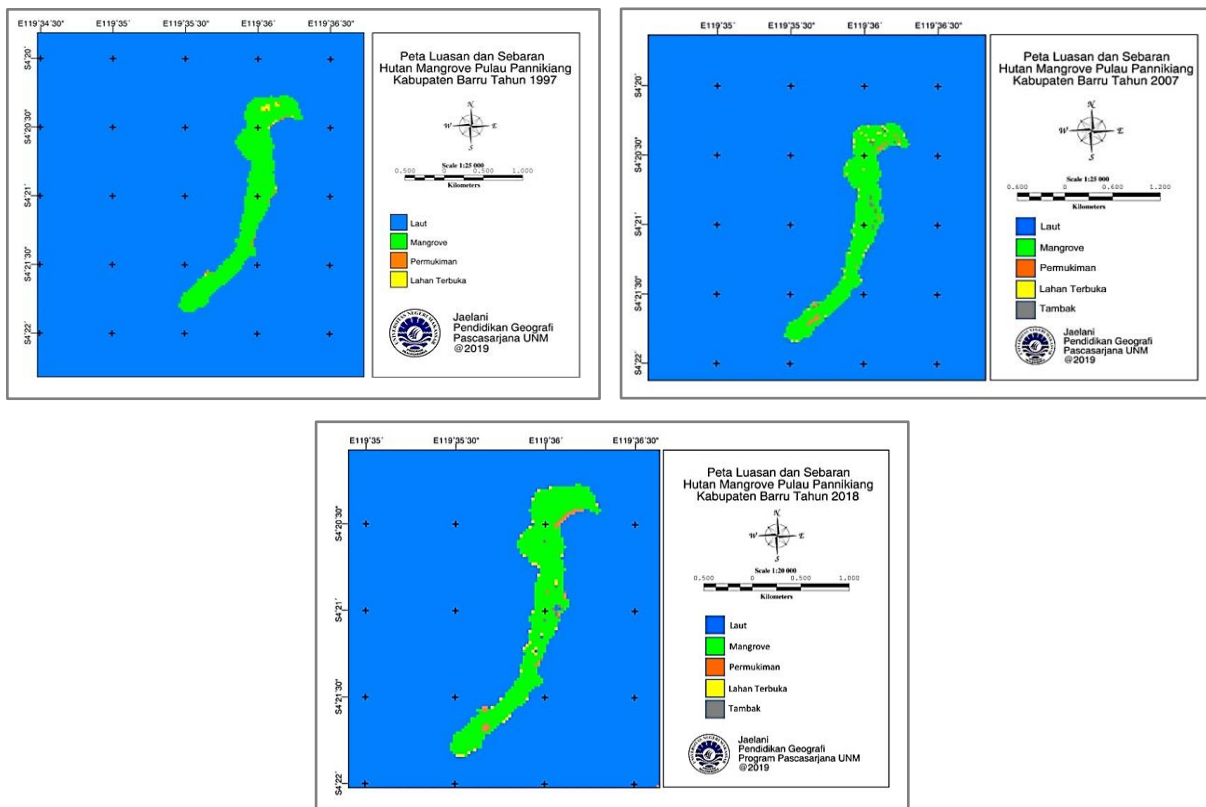 E119˚34'30" E119˚35' E119˚35'30" E119˚36' E119˚36'30"
S4˚20'
S4˚20'30"
S4˚21'
S4˚21'30"
S4˚22'
Peta Luasan dan Sebaran
Hutan Mangrove Pulau Pannikiang
Kabupaten Barru Tahun 1997
N
W E
S
Scale 1:25 000
0.500 0 0.500 1.000
Kilometers
Laut
Mangrove
Permukiman
Lahan Terbuka
Jaelani
Pendidikan Geografi
Pascasarjana UNM
@2019
E119˚35' E119˚35'30" E119˚36' E119˚36'30"
S4˚20'
S4˚20'30"
S4˚21'
S4˚21'30"
S4˚22'
Peta Luasan dan Sebaran
Hutan Mangrove Pulau Pannikiang
Kabupaten Barru Tahun 2007
N
W E
S
Scale 1:25 000
0.600 0 0.600 1.200
Kilometers
Laut
Mangrove
Permukiman
Lahan Terbuka
Tambak
Jaelani
Pendidikan Geografi
Pascasarjana UNM
@2019
E119˚35' E119˚35'30" E119˚36' E119˚36'30"
S4˚20'30"
S4˚21'
S4˚21'30"
S4˚22'
Peta Luasan dan Sebaran
Hutan Mangrove Pulau Pannikiang
Kabupaten Barru Tahun 2018
N
W E
S
Scale 1:20 000
0.500 0 0.500 1.000
Kilometers
Laut
Mangrove
Permukiman
Lahan Terbuka
Tambak
Jaelani
Pendidikan Geografi
Program Pascasarjana UNM
@2019